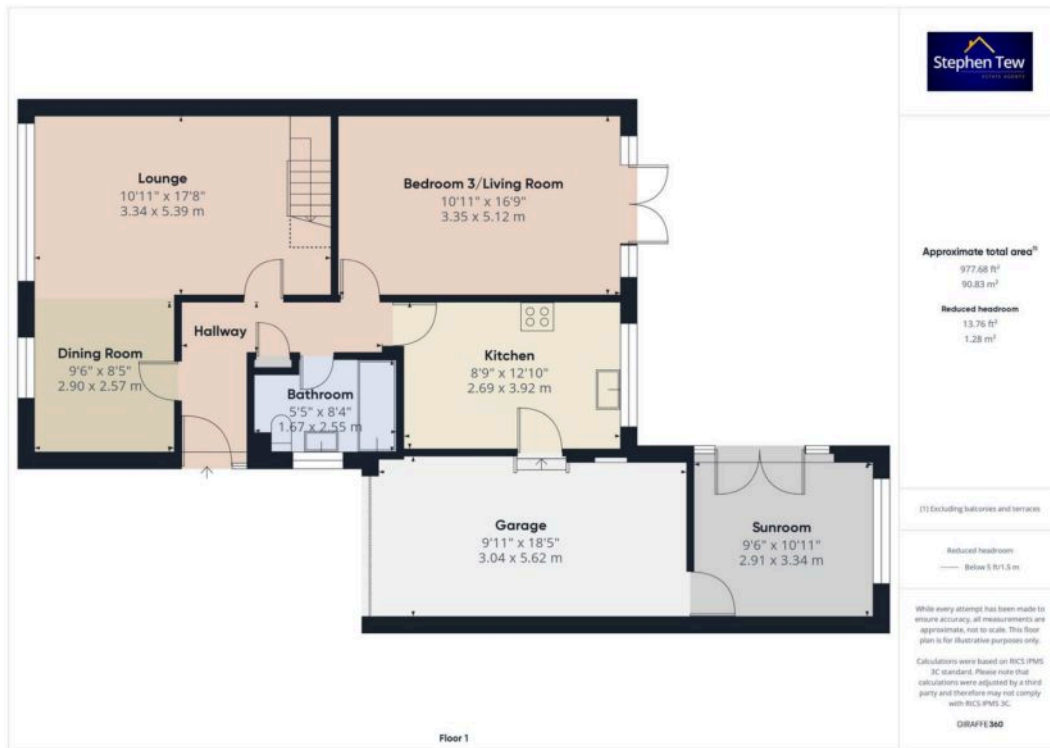 Stephen Tew
ESTATE AGENTS
Lounge
10'11" x 17'8"
3.34 x 5.39 m
Bedroom 3/Living Room
10'11" x 16'9"
3.35 x 5.12 m
Hallway
Dining Room
9'6" x 8'5"
2.90 x 2.57 m
Kitchen
8'9" x 12'10"
2.69 x 3.92 m
Bathroom
5'5" x 8'4"
1.67 x 2.55 m
Garage
9'11" x 18'5"
3.04 x 5.62 m
Sunroom
9'6" x 10'11"
2.91 x 3.34 m
Floor 1
Approximate total area⁽¹⁾
977.68 ft²
90.83 m²
Reduced headroom
13.76 ft²
1.28 m²
(1) Excluding balconies and terraces
Reduced headroom
Below 5 ft/1.5 m
While every attempt has been made to
ensure accuracy, all measurements are
approximate, not to scale. This floor
plan is for illustrative purposes only.
Calculations were based on RICS IPMS
3C standard. Please note that
calculations were adjusted by a third
party and therefore may not comply
with RICS IPMS 3C.
GIRAFFE360